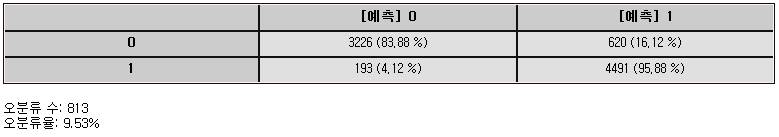 [예측] 0 [예측] 1
0 3226 (83,88 %) 620 (16,12 %)
1 193 (4,12 %) 4491 (95,88 %)
오분류 수: 813
오분류율: 9.53%